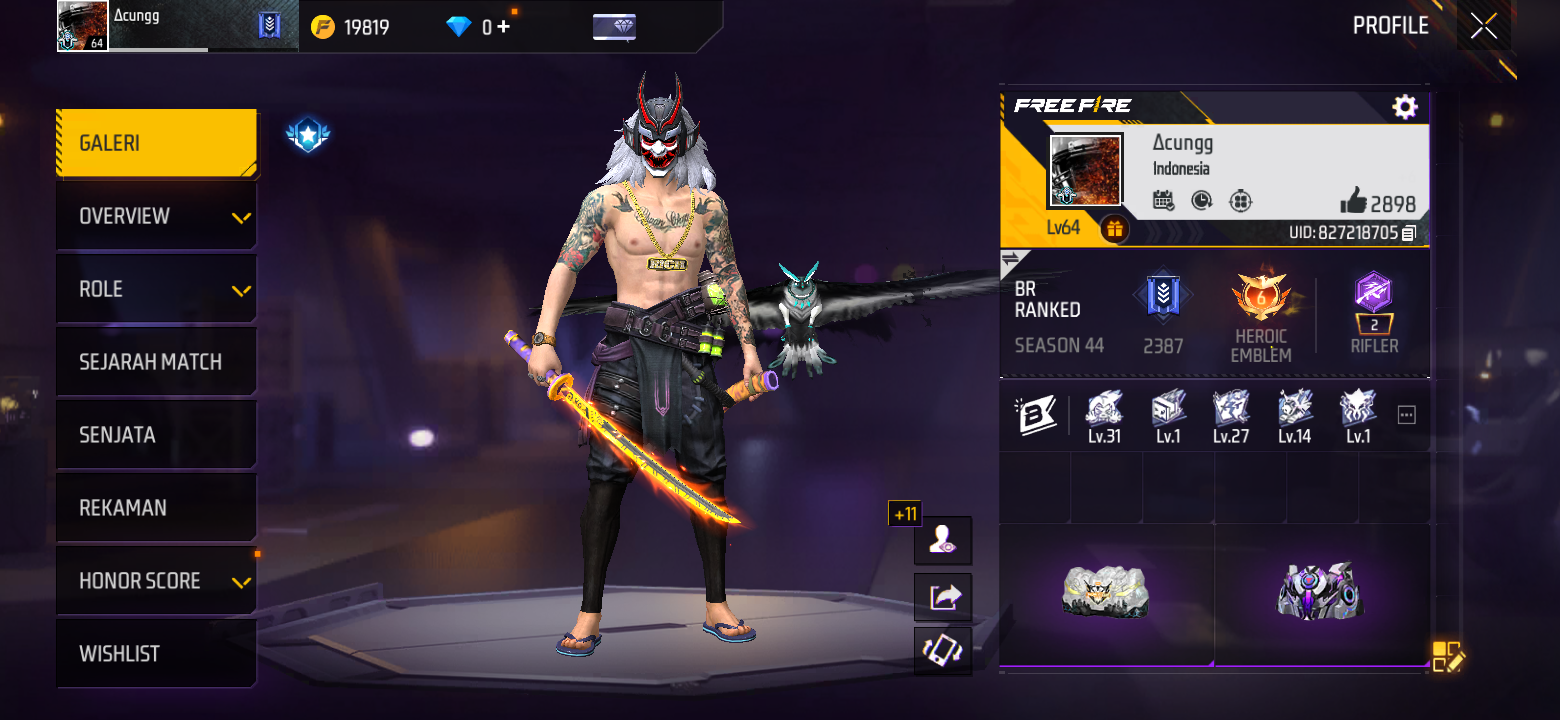 Δcungg
64
19819
0 +
PROFILE
GALERI
OVERVIEW
ROLE
SEJARAH MATCH
SENJATA
REKAMAN
HONOR SCORE
WISHLIST
RICH
+11
FREE FIRE
Δcungg
Indonesia
2898
Lv64
UID: 827218705
BR
RANKED
SEASON 44
2387
6
HEROIC
EMBLEM
2
RIFLER
B
Lv.31
Lv.1
Lv.27
Lv.14
Lv.1